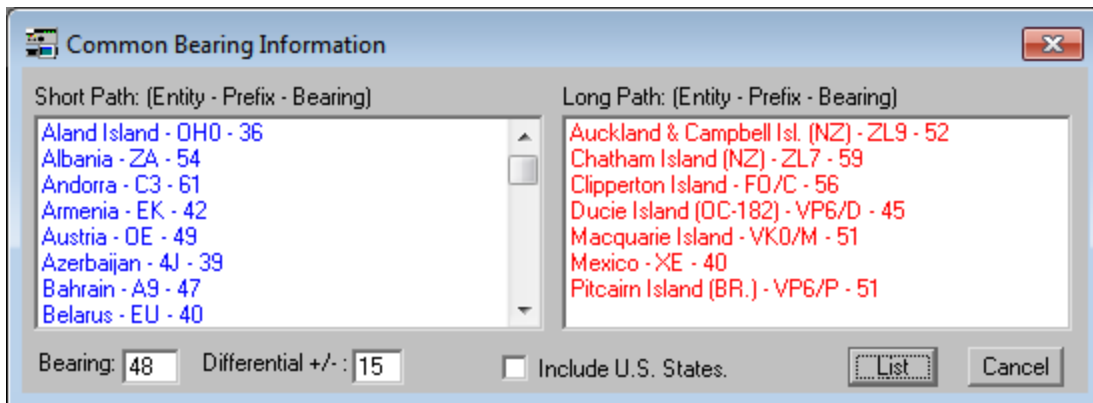 Common Bearing Information
Short Path: (Entity - Prefix - Bearing)
Aland Island - OH0 - 36
Albania - ZA - 54
Andorra - C3 - 61
Armenia - EK - 42
Austria - OE - 49
Azerbaijan - 4J - 39
Bahrain - A9 - 47
Belarus - EU - 40
Long Path: (Entity - Prefix - Bearing)
Auckland & Campbell Isl. (NZ) - ZL9 - 52
Chatham Island (NZ) - ZL7 - 59
Clipperton Island - FO/C - 56
Ducie Island (OC-182) - VP6/D - 45
Macquarie Island - VK0/M - 51
Mexico - XE - 40
Pitcairn Island (BR.) - VP6/P - 51
Bearing: 48 Differential +/- : 15 Include U.S. States. List Cancel